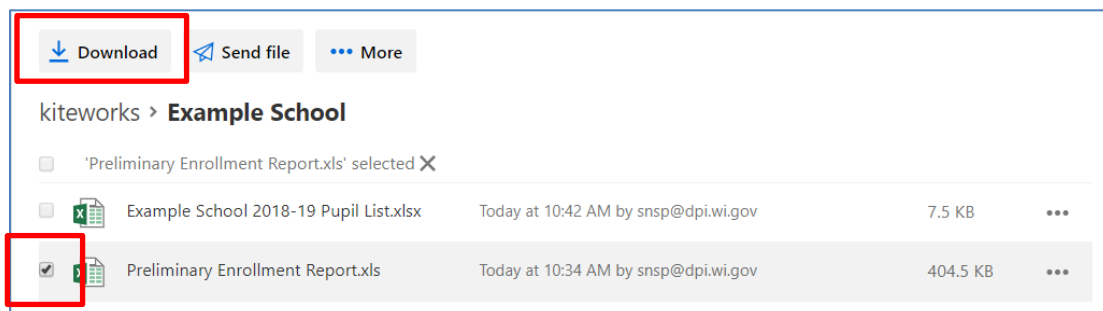 Download Send file More
kiteworks > Example School
'Preliminary Enrollment Report.xls' selected
Example School 2018-19 Pupil List.xlsx Today at 10:42 AM by snsp@dpi.wi.gov 7.5 KB
Preliminary Enrollment Report.xls Today at 10:34 AM by snsp@dpi.wi.gov 404.5 KB